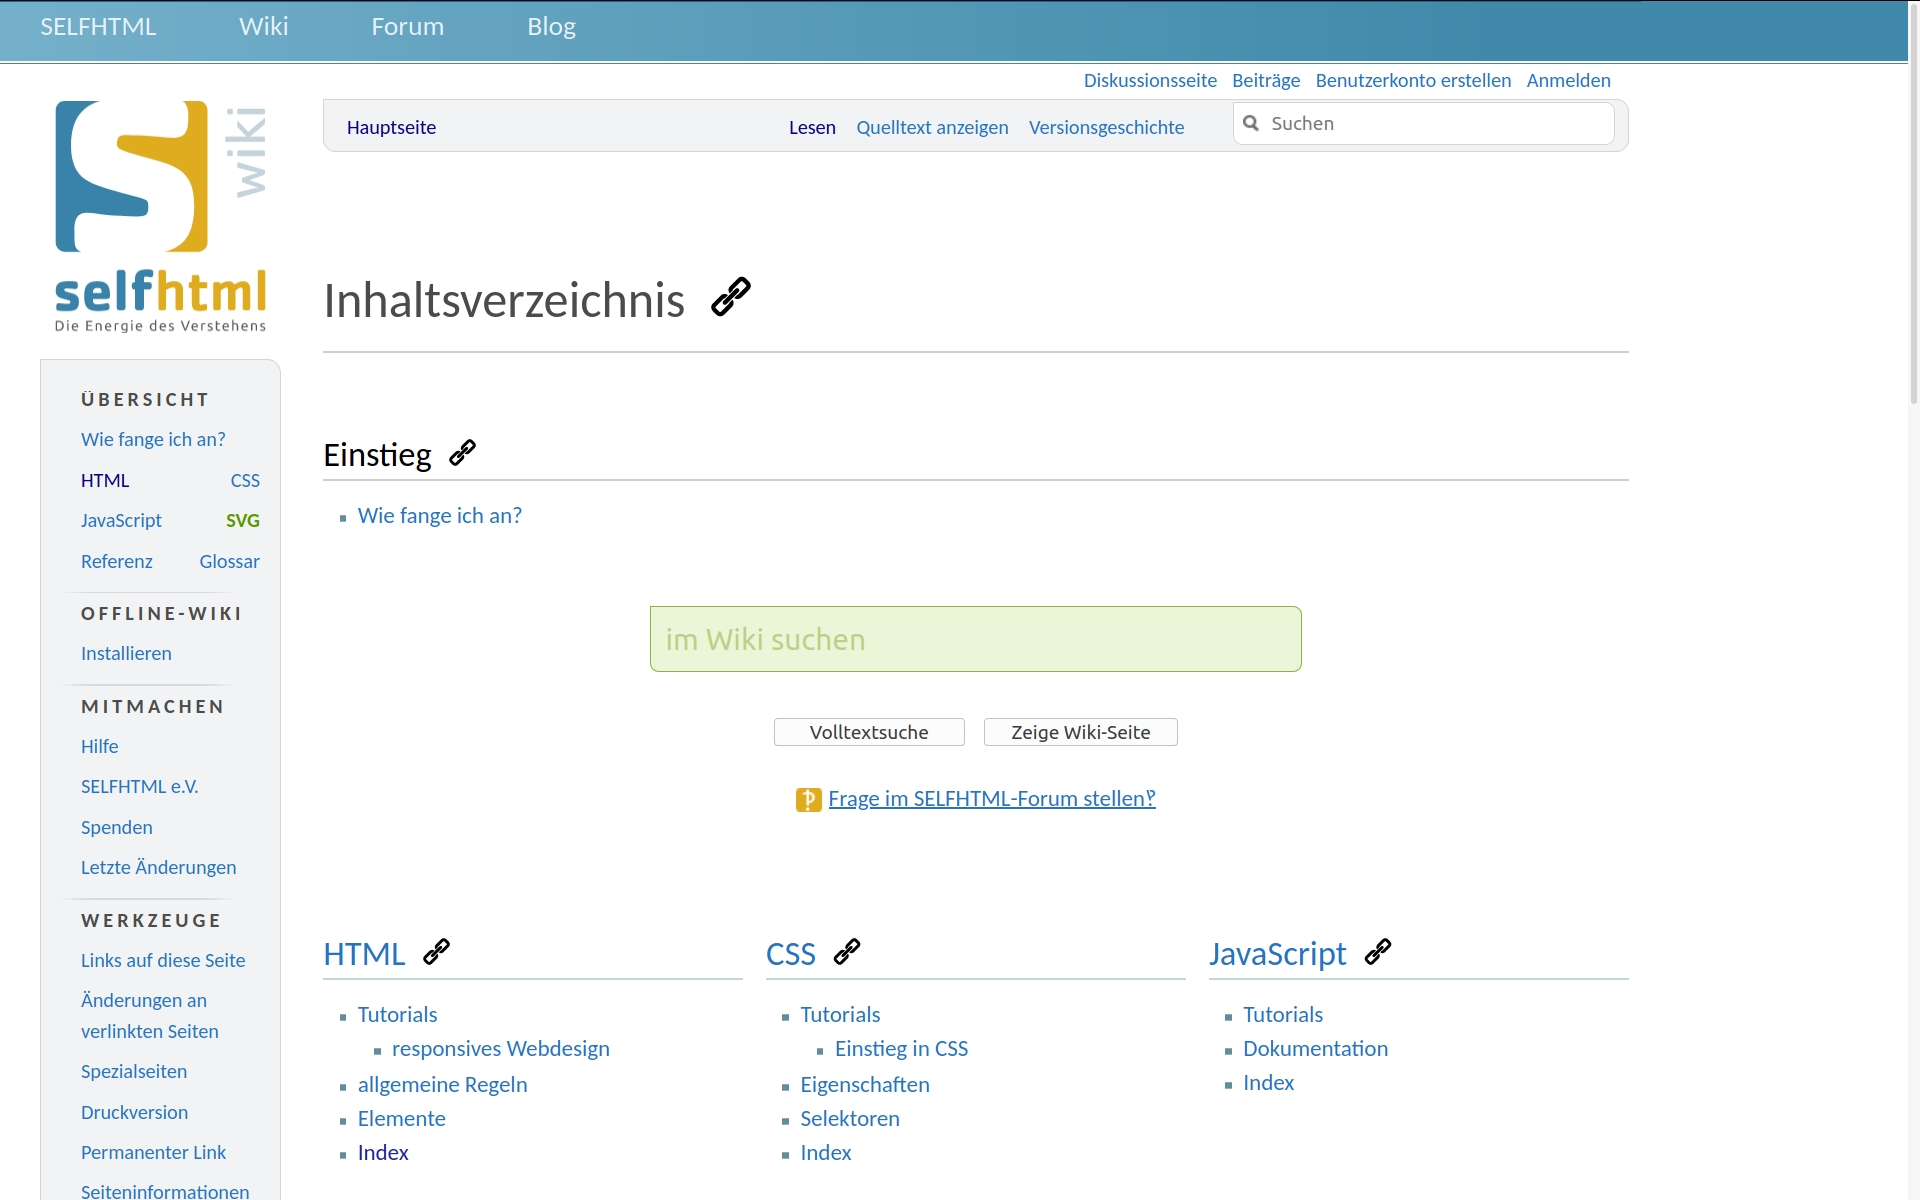 SELFHTML Wiki Forum Blog
Diskussionsseite Beiträge Benutzerkonto erstellen Anmelden
Hauptseite Lesen Quelltext anzeigen Versionsgeschichte Suchen
wiki
selfhtml
Die Energie des Verstehens
Inhaltsverzeichnis
ÜBERSICHT
Wie fange ich an?
HTML CSS
JavaScript SVG
Referenz Glossar
OFFLINE-WIKI
Installieren
MITMACHEN
Hilfe
SELFHTML e.V.
Spenden
Letzte Änderungen
WERKZEUGE
Links auf diese Seite
Änderungen an
verlinkten Seiten
Spezialseiten
Druckversion
Permanenter Link
Seiteninformationen
Einstieg
Wie fange ich an?
im Wiki suchen
Volltextsuche Zeige Wiki-Seite
Frage im SELFHTML-Forum stellen‽
HTML
Tutorials
responsives Webdesign
allgemeine Regeln
Elemente
Index
CSS
Tutorials
Einstieg in CSS
Eigenschaften
Selektoren
Index
JavaScript
Tutorials
Dokumentation
Index